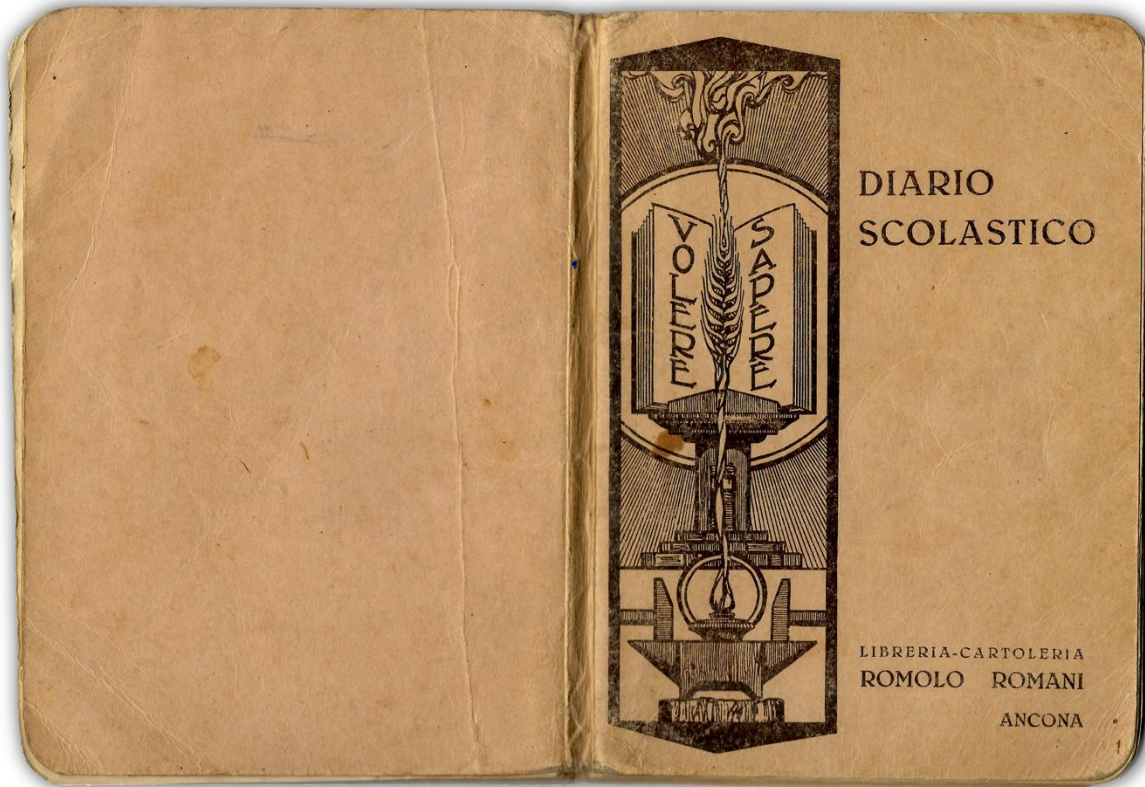 VOLERE
SAPERE
DIARIO
SCOLASTICO
LIBRERIA-CARTOLERIA
ROMOLO ROMANI
ANCONA